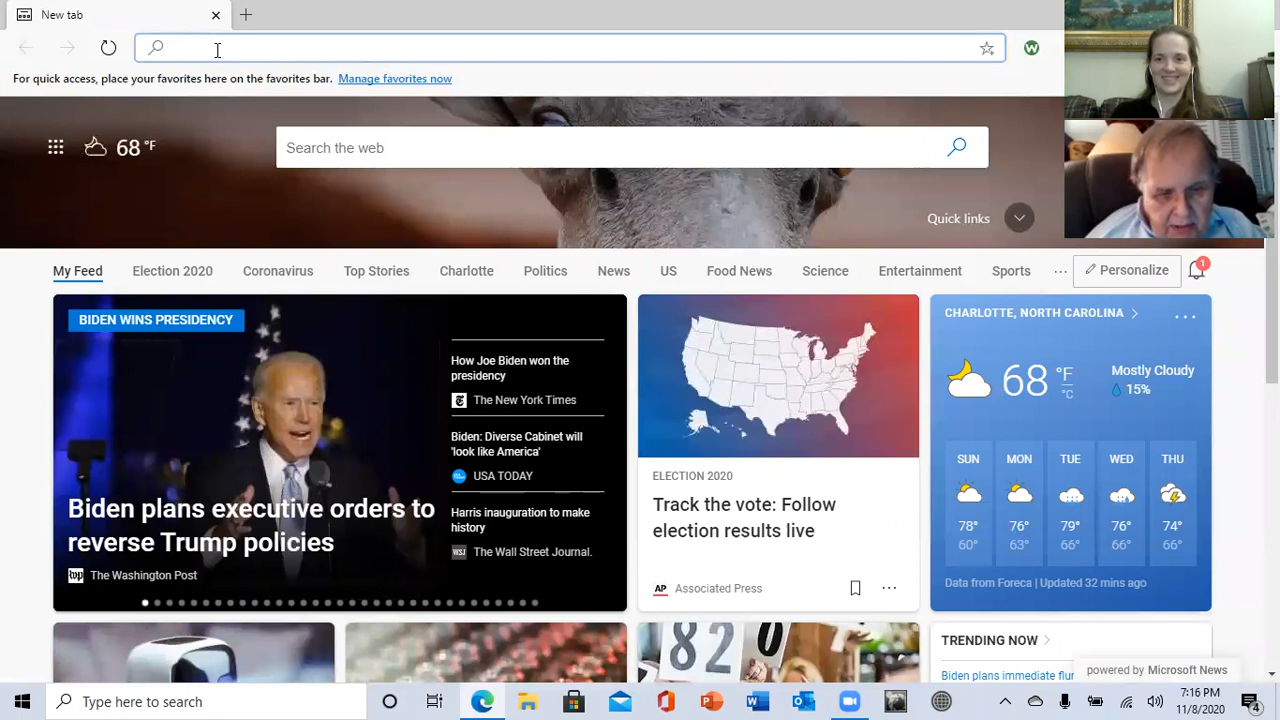 New tab
For quick access, place your favorites here on the favorites bar. Manage favorites now
68 °F
Search the web
Quick links
My Feed Election 2020 Coronavirus Top Stories Charlotte Politics News US Food News Science Entertainment Sports ... Personalize 1
BIDEN WINS PRESIDENCY
How Joe Biden won the
presidency
The New York Times
Biden: Diverse Cabinet will
'look like America'
USA TODAY
Harris inauguration to make
history
WSJ The Wall Street Journal.
Biden plans executive orders to
reverse Trump policies
wp The Washington Post
ELECTION 2020
Track the vote: Follow
election results live
AP Associated Press
CHARLOTTE, NORTH CAROLINA
68 °F
°C
Mostly Cloudy
15%
SUN MON TUE WED THU
78° 76° 79° 76° 74°
60° 63° 66° 66° 66°
Data from Foreca | Updated 32 mins ago
820
TRENDING NOW
Biden plans immediate flur
powered by Microsoft News
Type here to search
7:16 PM
11/8/2020
4